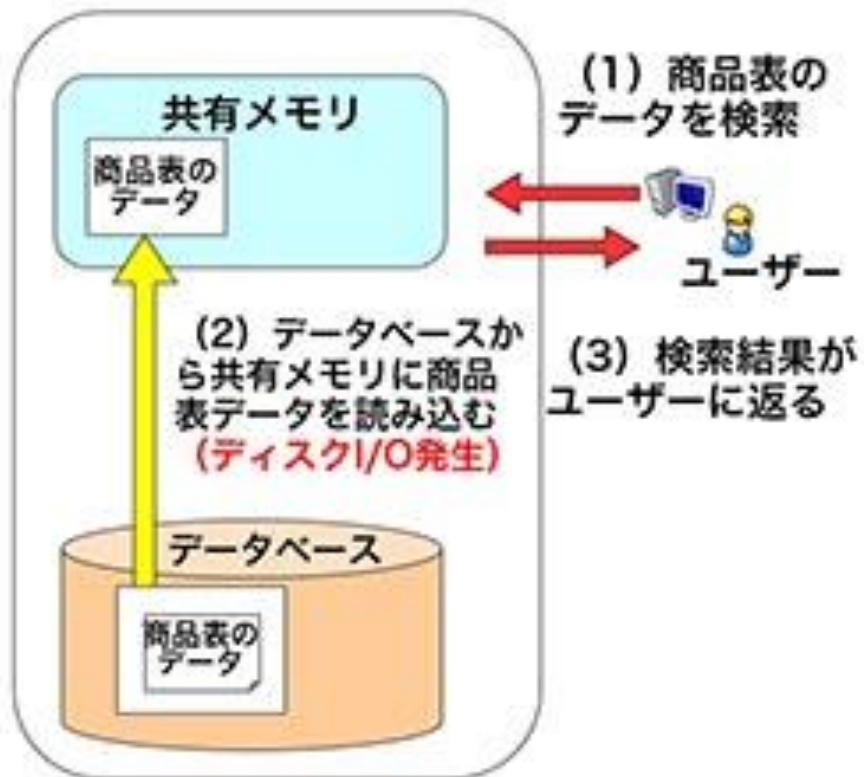 共有メモリ
商品表の
データ
(1) 商品表の
データを検索
ユーザー
(2) データベースか
ら共有メモリに商品
表データを読み込む
(ディスクI/O発生)
(3) 検索結果が
ユーザーに返る
データベース
商品表の
データ